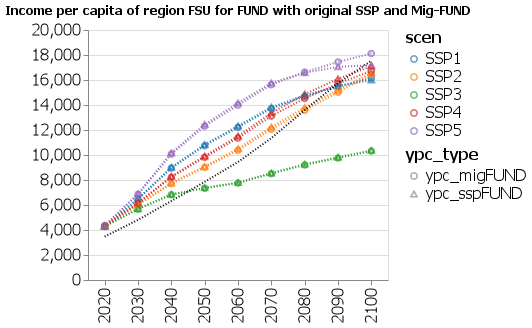 Income per capita of region FSU for FUND with original SSP and Mig-FUND
20,000
18,000
16,000
14,000
12,000
10,000
8,000
6,000
4,000
2,000
0
2020
2030
2040
2050
2060
2070
2080
2090
2100
scen
SSP1
SSP2
SSP3
SSP4
SSP5
ypc_type
ypc_migFUND
ypc_sspFUND